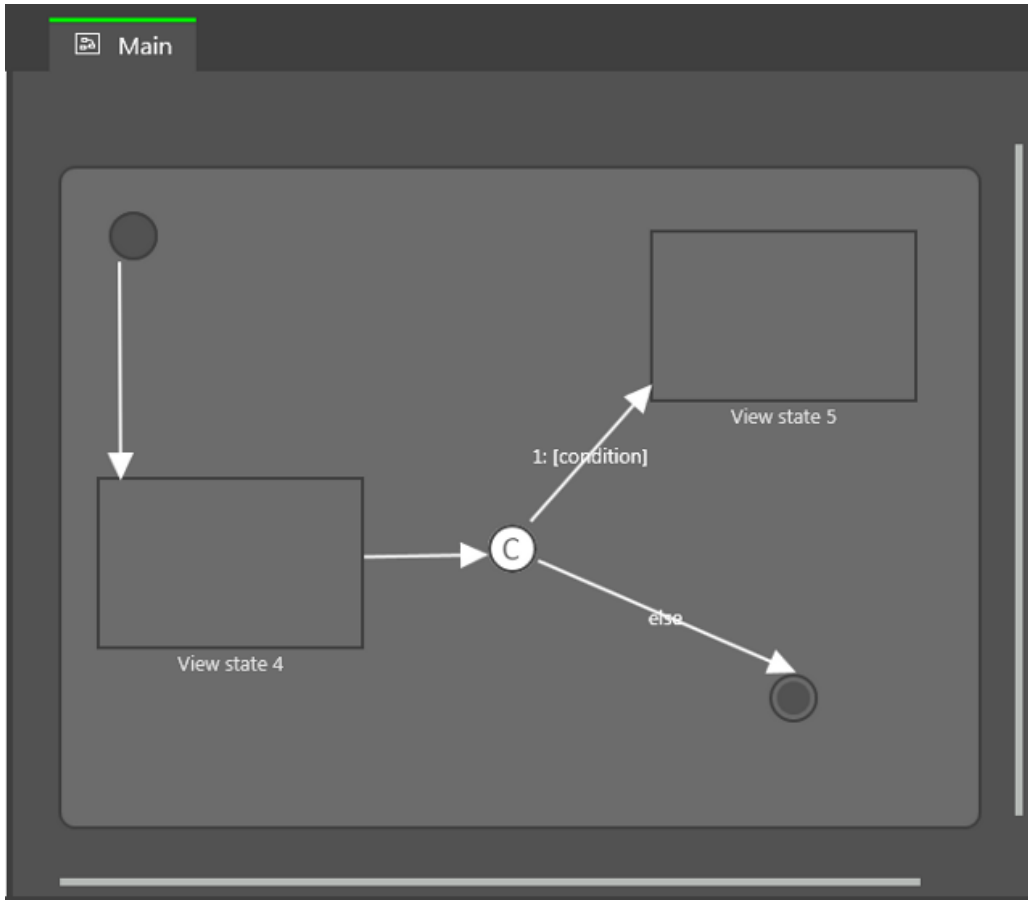 Main
View state 5
1: [condition]
C
else
View state 4